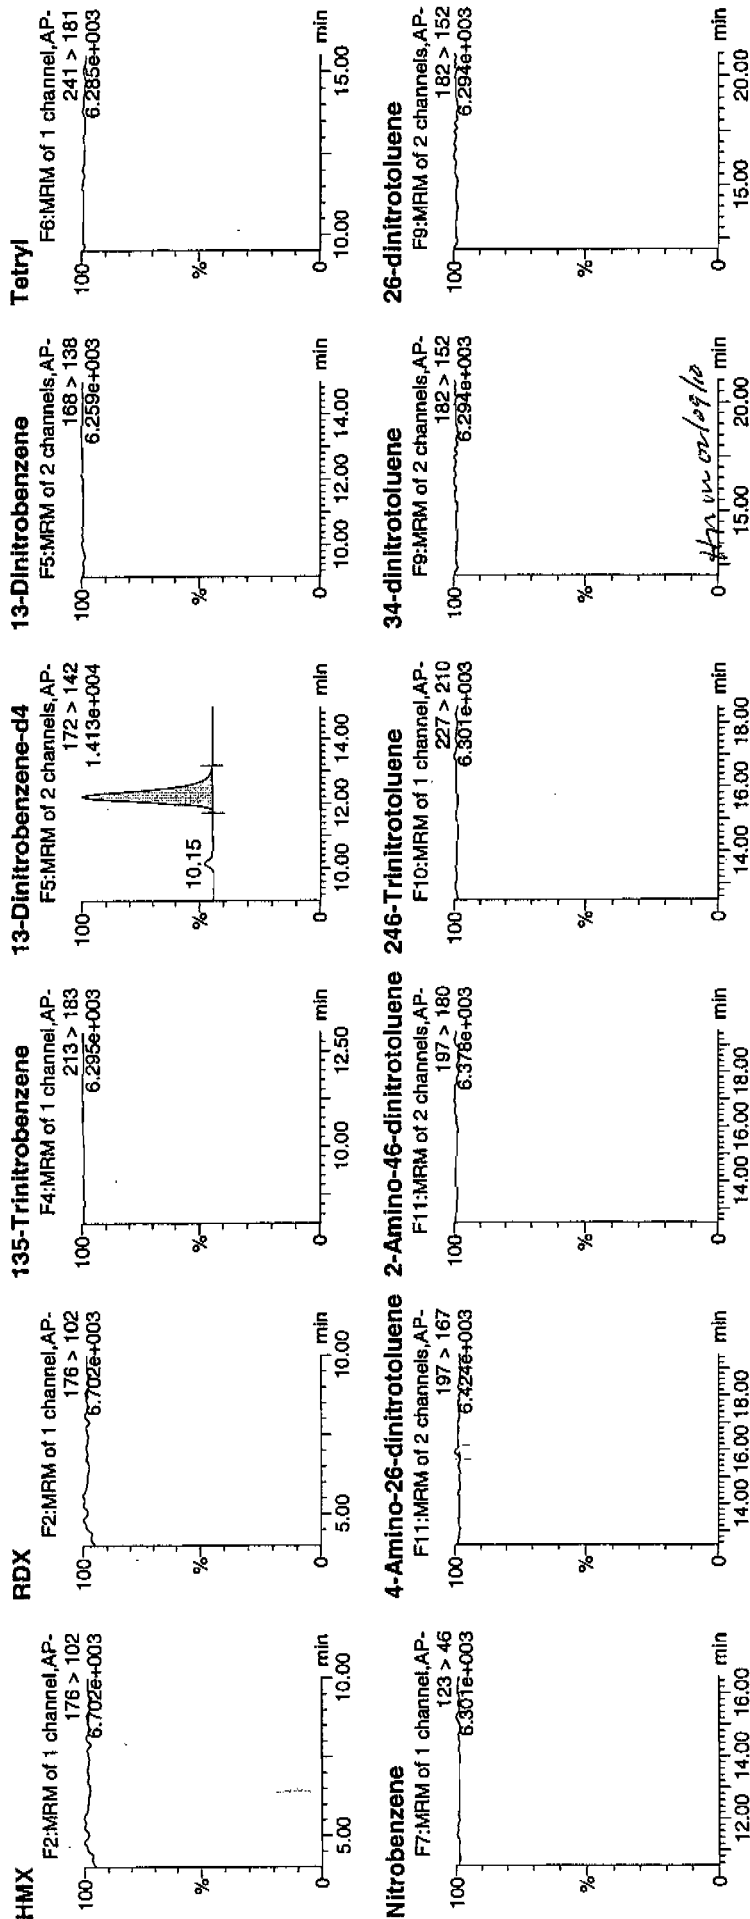 HMX
F2:MRM of 1 channel,AP-
176 > 102
6.702e+003
100
%
0
5.00 10.00 min
RDX
F2:MRM of 1 channel,AP-
176 > 102
6.702e+003
100
%
0
5.00 10.00 min
135-Trinitrobenzene
F4:MRM of 1 channel,AP-
213 > 183
6.295e+003
100
%
0
10.00 12.50 min
13-Dinitrobenzene-d4
F5:MRM of 2 channels,AP-
172 > 142
1.413e+004
100
10.15
%
0
10.00 12.00 14.00 min
13-Dinitrobenzene
F5:MRM of 2 channels,AP-
168 > 138
6.259e+003
100
%
0
10.00 12.00 14.00 min
Tetryl
F6:MRM of 1 channel,AP-
241 > 181
6.285e+003
100
%
0
10.00 15.00 min
Nitrobenzene
F7:MRM of 1 channel,AP-
123 > 46
6.301e+003
100
%
0
12.00 14.00 16.00 min
4-Amino-26-dinitrotoluene
F11:MRM of 2 channels,AP-
197 > 167
6.424e+003
100
%
0
14.00 16.00 18.00 min
2-Amino-46-dinitrotoluene
F11:MRM of 2 channels,AP-
197 > 180
6.378e+003
100
%
0
14.00 16.00 18.00 min
246-Trinitrotoluene
F10:MRM of 1 channel,AP-
227 > 210
6.301e+003
100
%
0
14.00 16.00 18.00 min
34-dinitrotoluene
F9:MRM of 2 channels,AP-
182 > 152
6.294e+003
100
%
0
02/09/10
15.00 20.00 min
26-dinitrotoluene
F9:MRM of 2 channels,AP-
182 > 152
6.294e+003
100
%
0
15.00 20.00 min